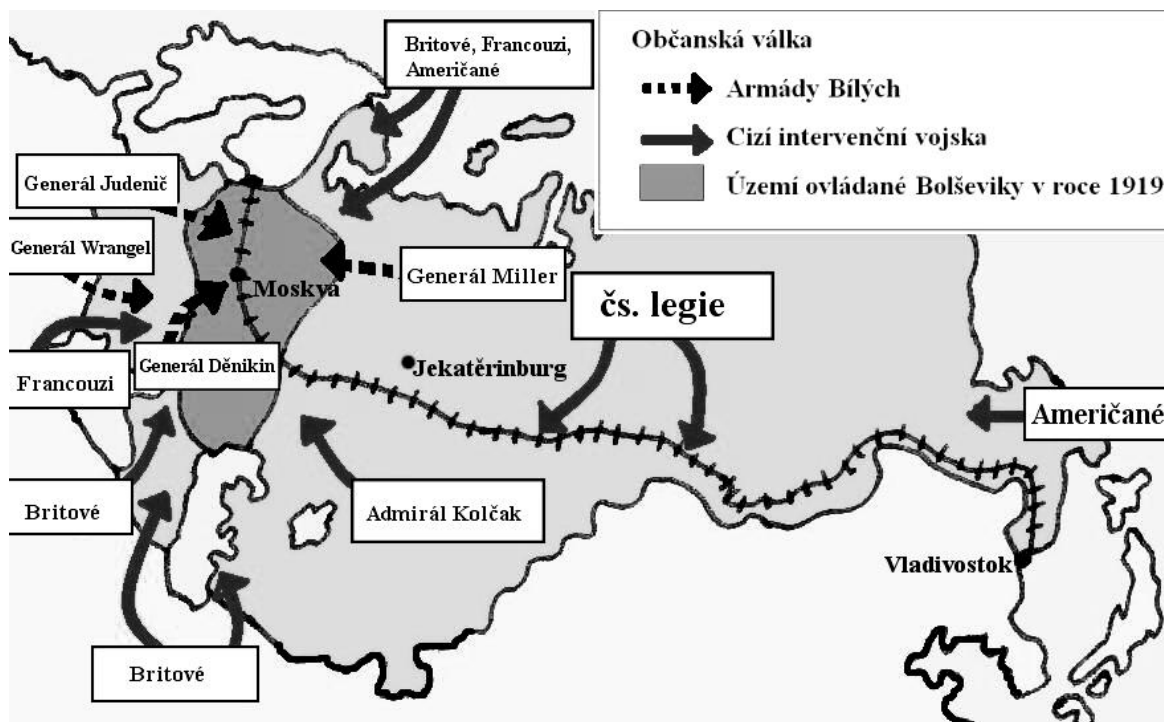 Britové, Francouzi,
Američané
Občanská válka
Armády Bílých
Cizí intervenční vojska
Území ovládané Bolševiky v roce 1919
Generál Judenič
Generál Wrangel
Moskva
Generál Miller
čs. legie
Generál Děnikin
Francouzi
Jekatěrinburg
Američané
Britové
Admirál Kolčak
Vladivostok
Britové